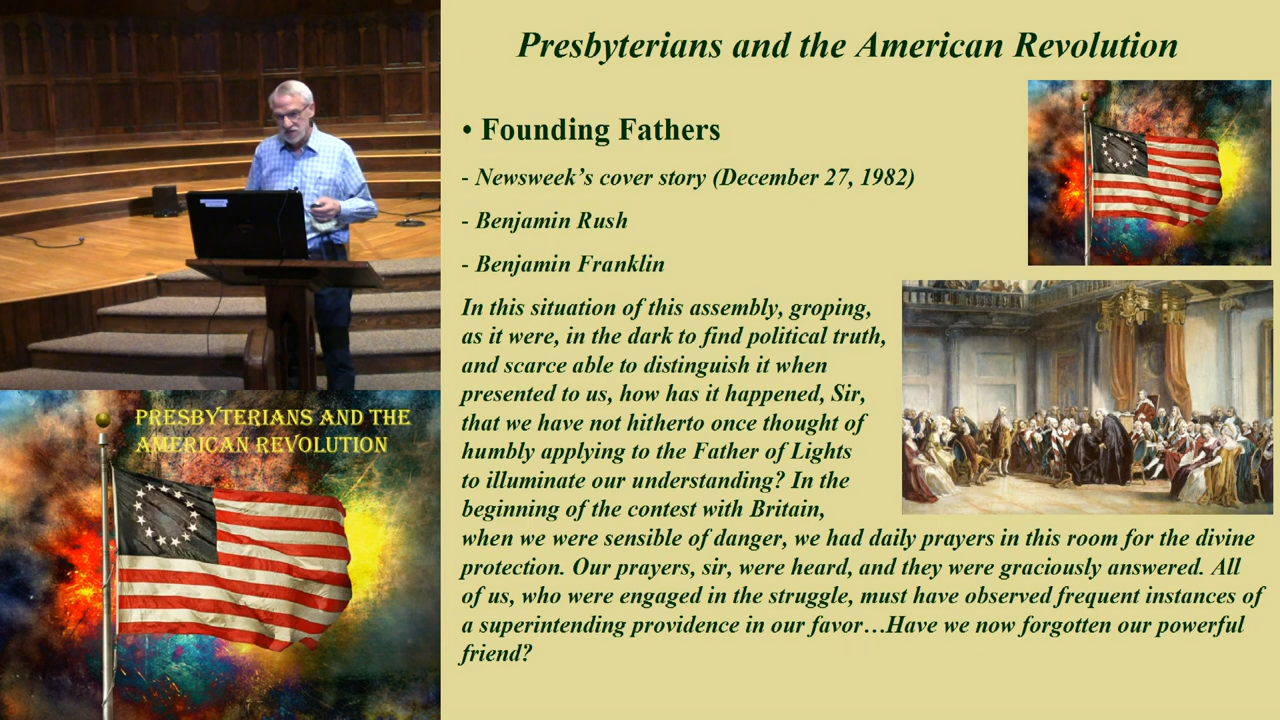 Presbyterians and the American Revolution
• Founding Fathers
- Newsweek’s cover story (December 27, 1982)
- Benjamin Rush
- Benjamin Franklin
In this situation of this assembly, groping,
as it were, in the dark to find political truth,
and scarce able to distinguish it when
presented to us, how has it happened, Sir,
that we have not hitherto once thought of
humbly applying to the Father of Lights
to illuminate our understanding? In the
beginning of the contest with Britain,
when we were sensible of danger, we had daily prayers in this room for the divine
protection. Our prayers, sir, were heard, and they were graciously answered. All
of us, who were engaged in the struggle, must have observed frequent instances of
a superintending providence in our favor…Have we now forgotten our powerful
friend?
PRESBYTERIANS AND THE
AMERICAN REVOLUTION